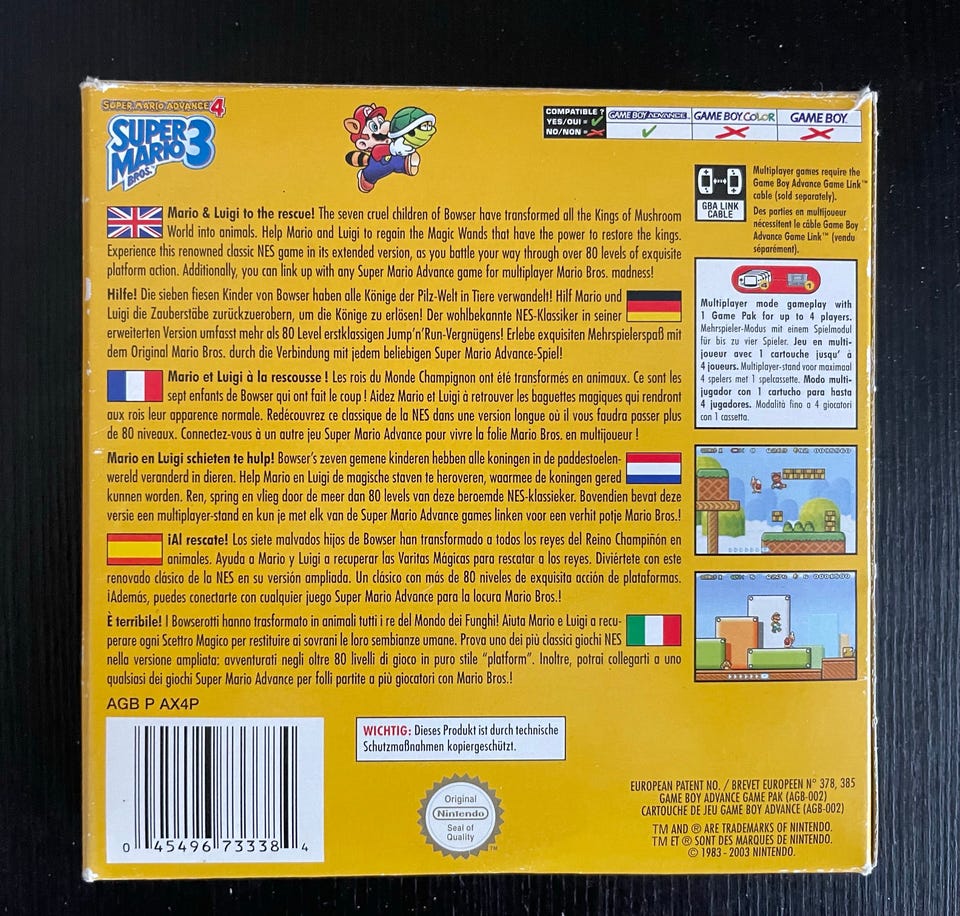 SUPER MARIO ADVANCE 4
SUPER
MARIO 3
BROS.
COMPATIBLE ?
YES/OUI =
NO/NON =
GAME BOY ADVANCE
GAME BOY COLOR
GAME BOY
GBA LINK
CABLE
Multiplayer games require the
Game Boy Advance Game Link™
cable (sold separately).
Des parties en multijoueur
nécessitent le câble Game Boy
Advance Game Link™ (vendu
séparément).
Mario & Luigi to the rescue! The seven cruel children of Bowser have transformed all the Kings of Mushroom
World into animals. Help Mario and Luigi to regain the Magic Wands that have the power to restore the kings.
Experience this renowned classic NES game in its extended version, as you battle your way through over 80 levels of exquisite
platform action. Additionally, you can link up with any Super Mario Advance game for multiplayer Mario Bros. madness!
Hilfe! Die sieben fiesen Kinder von Bowser haben alle Könige der Pilz-Welt in Tiere verwandelt! Hilf Mario und
Luigi die Zauberstäbe zurückzuerobern, um die Könige zu erlösen! Der wohlbekannte NES-Klassiker in seiner
erweiterten Version umfasst mehr als 80 Level erstklassigen Jump'n'Run-Vergnügens! Erlebe exquisiten Mehrspielerspaß mit
dem Original Mario Bros. durch die Verbindung mit jedem beliebigen Super Mario Advance-Spiel!
Mario et Luigi à la rescousse ! Les rois du Monde Champignon ont été transformés en animaux. Ce sont les
sept enfants de Bowser qui ont fait le coup ! Aidez Mario et Luigi à retrouver les baguettes magiques qui rendront
aux rois leur apparence normale. Redécouvrez ce classique de la NES dans une version longue où il vous faudra passer plus
de 80 niveaux. Connectez-vous à un autre jeu Super Mario Advance pour vivre la folie Mario Bros. en multijoueur !
Mario en Luigi schieten te hulp! Bowser's zeven gemene kinderen hebben alle koningen in de paddestoelen-
wereld veranderd in dieren. Help Mario en Luigi de magische staven te heroveren, waarmee de koningen gered
kunnen worden. Ren, spring en vlieg door de meer dan 80 levels van deze beroemde NES-klassieker. Bovendien bevat deze
versie een multiplayer-stand en kun je met elk van de Super Mario Advance games linken voor een verhit potje Mario Bros.!
¡Al rescate! Los siete malvados hijos de Bowser han transformado a todos los reyes del Reino Champiñón en
animales. Ayuda a Mario y Luigi a recuperar las Varitas Mágicas para rescatar a los reyes. Diviértete con este
renovado clásico de la NES en su versión ampliada. Un clásico con más de 80 niveles de exquisita acción de plataformas.
¡Además, puedes conectarte con cualquier juego Super Mario Advance para la locura Mario Bros.!
È terribile! I Bowserotti hanno trasformato in animali tutti i re del Mondo dei Funghi! Aiuta Mario e Luigi a recu-
perare ogni Scettro Magico per restituire ai sovrani le loro sembianze umane. Prova uno dei più classici giochi NES
nella versione ampliata: avventurati negli oltre 80 livelli di gioco in puro stile “platform”. Inoltre, potrai collegarti a uno
qualsiasi dei giochi Super Mario Advance per folli partite a più giocatori con Mario Bros.!
4
1
Multiplayer mode gameplay with
1 Game Pak for up to 4 players.
Mehrspieler-Modus mit einem Spielmodul
für bis zu vier Spieler. Jeu en multi-
joueur avec 1 cartouche jusqu' à
4 joueurs. Multiplayer-stand voor maximaal
4 spelers met 1 spelcassette. Modo multi-
jugador con 1 cartucho para hasta
4 jugadores. Modalità fino a 4 giocatori
con 1 cassetta.
AGB P AX4P
0 45496 73338 4
WICHTIG: Dieses Produkt ist durch technische
Schutzmaßnahmen kopiergeschützt.
Original
Nintendo
Seal of
Quality
TM
EUROPEAN PATENT NO. / BREVET EUROPEEN N° 378, 385
GAME BOY ADVANCE GAME PAK (AGB-002)
CARTOUCHE DE JEU GAME BOY ADVANCE (AGB-002)
TM AND ® ARE TRADEMARKS OF NINTENDO.
TM ET ® SONT DES MARQUES DE NINTENDO.
© 1983 - 2003 NINTENDO.